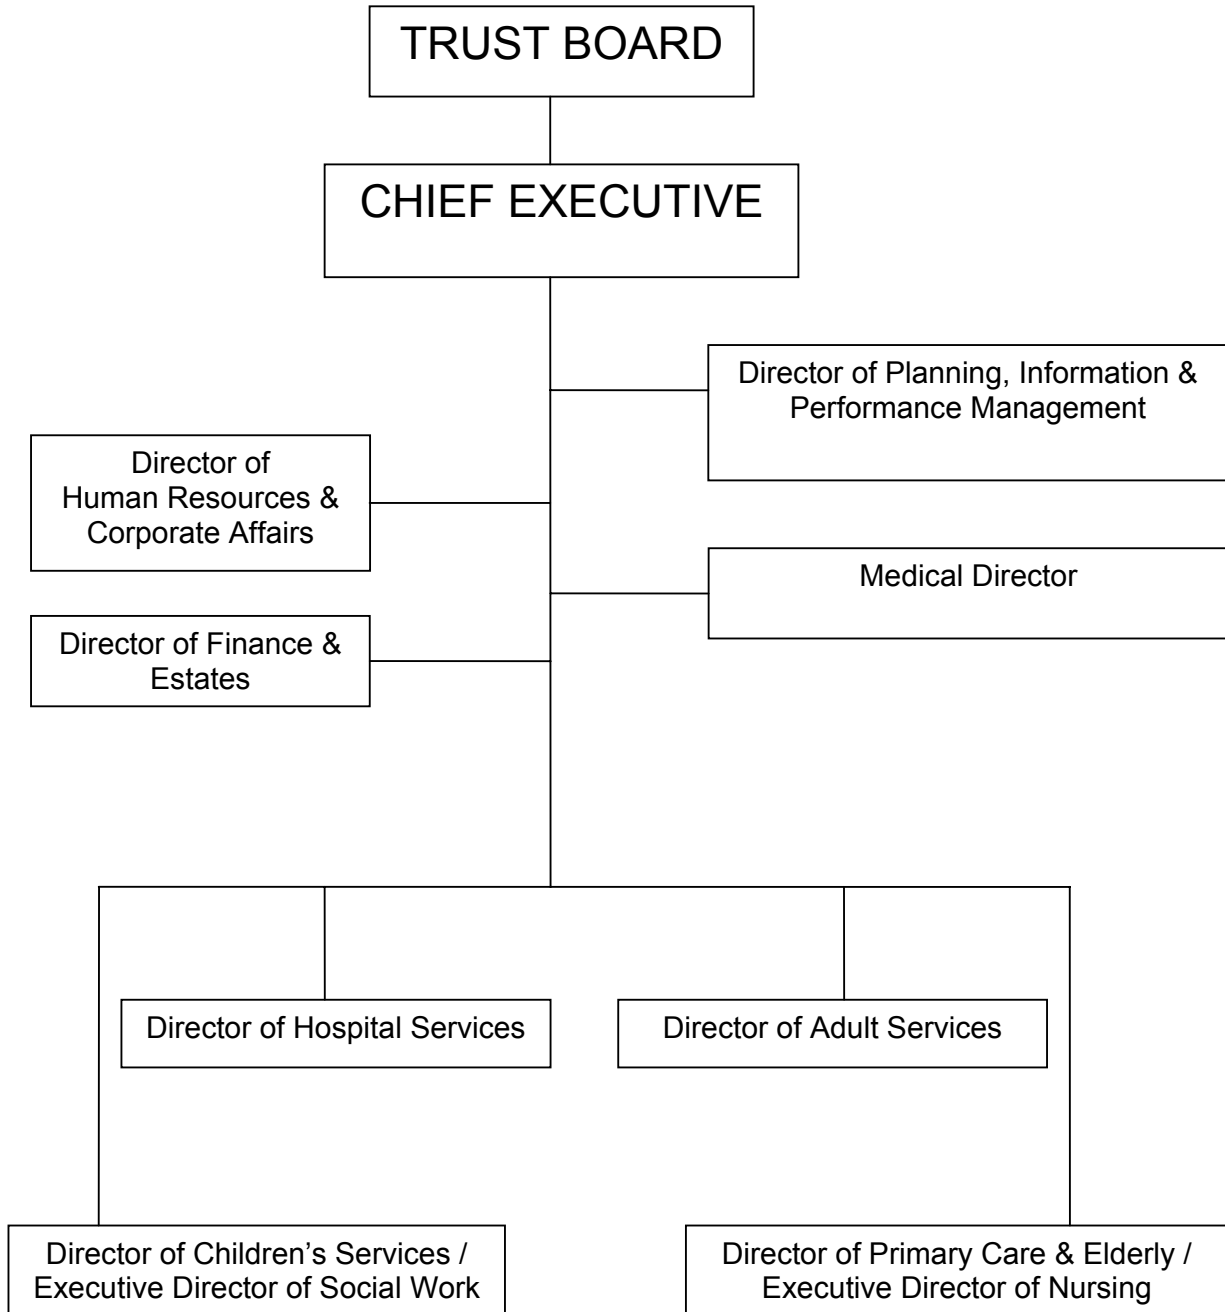 TRUST BOARD
CHIEF EXECUTIVE
Director of Planning, Information &
Performance Management
Director of
Human Resources &
Corporate Affairs
Medical Director
Director of Finance &
Estates
Director of Hospital Services
Director of Adult Services
Director of Children’s Services /
Executive Director of Social Work
Director of Primary Care & Elderly /
Executive Director of Nursing